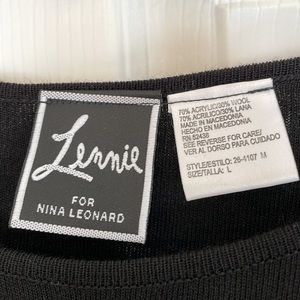 Lennie
FOR
NINA LEONARD
70% ACRYLIC/30% WOOL
70% ACRILICO/30% LANA
MADE IN MACEDONIA
HECHO EN MACEDONIA
RN 52438
SEE REVERSE FOR CARE/
VER AL DORSO PARA CUIDADO
STYLE/ESTILO: 26-4107 M
SIZE/TALLA: L